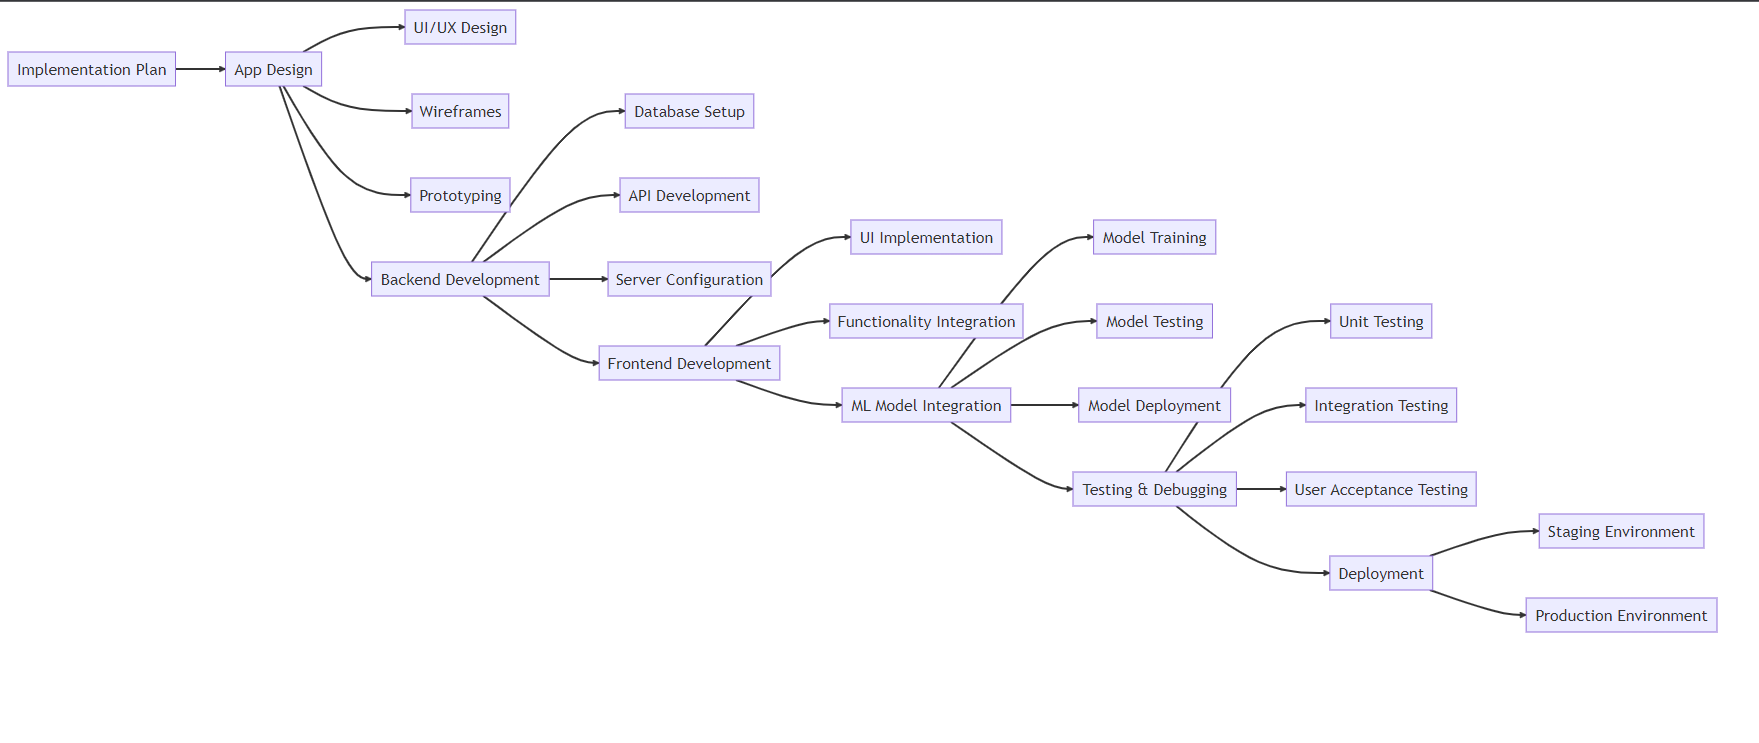 Implementation Plan
App Design
UI/UX Design
Wireframes
Prototyping
Backend Development
Database Setup
API Development
Server Configuration
Frontend Development
UI Implementation
Functionality Integration
ML Model Integration
Model Training
Model Testing
Model Deployment
Testing & Debugging
Unit Testing
Integration Testing
User Acceptance Testing
Deployment
Staging Environment
Production Environment